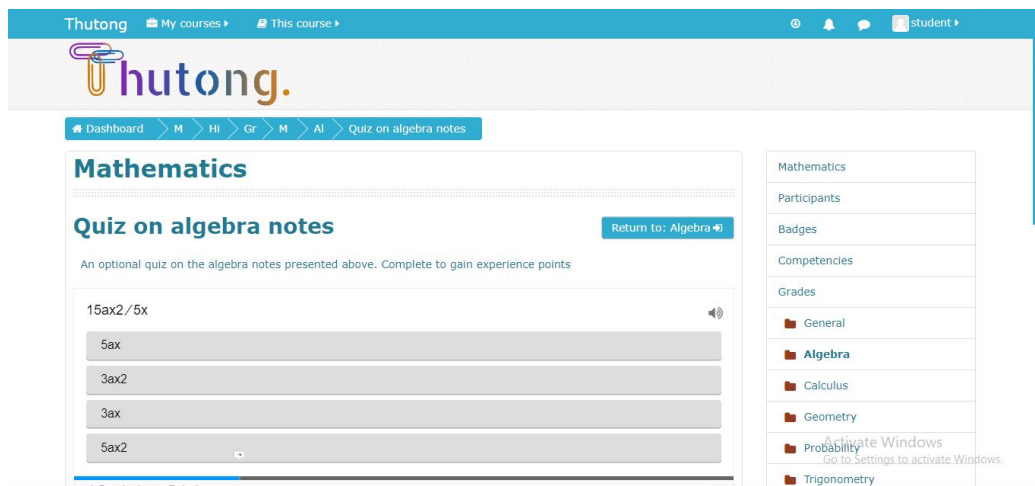 Thutong My courses This course student
Thutong.
Dashboard M Hi Gr M Al Quiz on algebra notes
Mathematics
Quiz on algebra notes
Return to: Algebra
An optional quiz on the algebra notes presented above. Complete to gain experience points
15ax2/5x
5ax
3ax2
3ax
5ax2
Mathematics
Participants
Badges
Competencies
Grades
General
Algebra
Calculus
Geometry
Probability
Trigonometry
Activate Windows
Go to Settings to activate Windows.